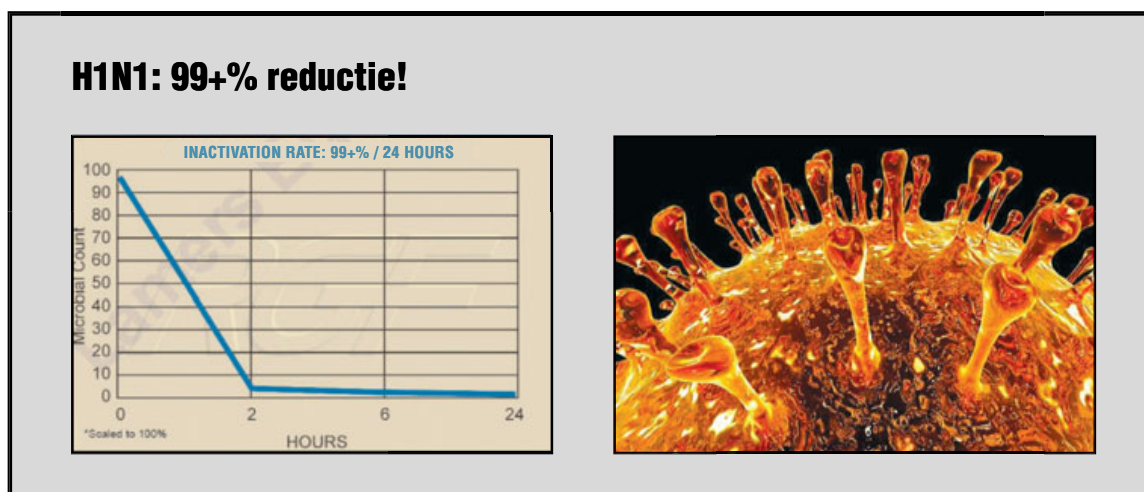 H1N1: 99+% reductie!
INACTIVATION RATE: 99+% / 24 HOURS
Microbial Count
100
90
80
70
60
50
40
30
20
10
0
0 2 6 24
*Scaled to 100%
HOURS